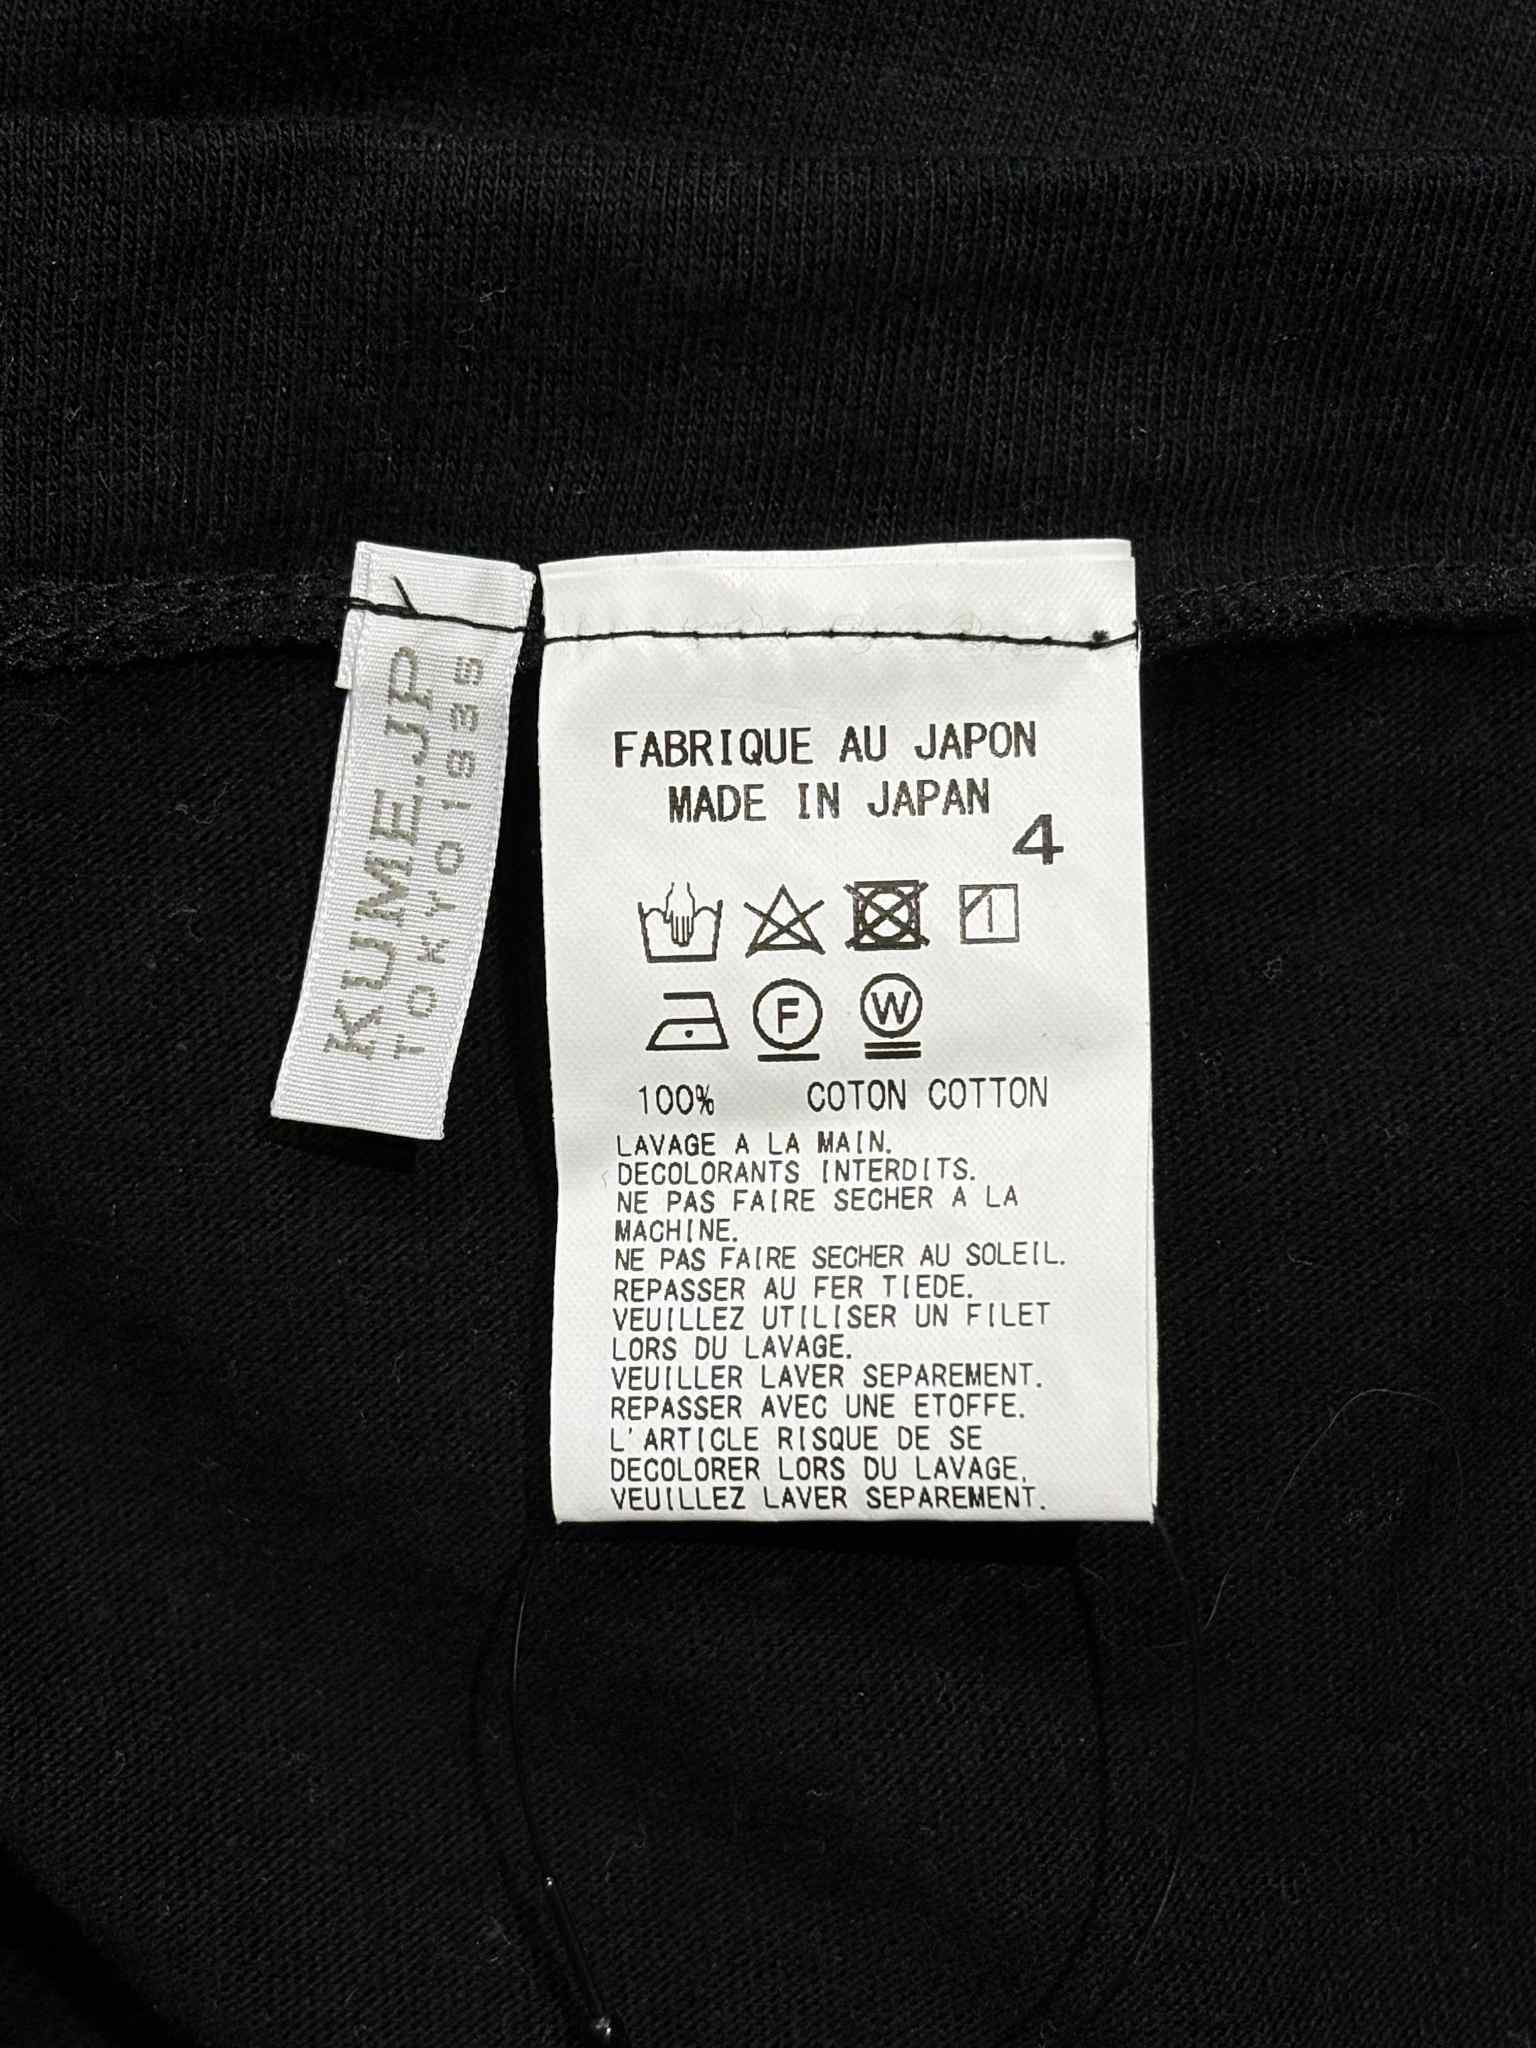 KUME.JP
TOKYO 1935
FABRIQUE AU JAPON
MADE IN JAPAN
4
F
W
100% COTON COTTON
LAVAGE A LA MAIN.
DECOLORANTS INTERDITS.
NE PAS FAIRE SECHER A LA
MACHINE.
NE PAS FAIRE SECHER AU SOLEIL.
REPASSER AU FER TIEDE.
VEUILLEZ UTILISER UN FILET
LORS DU LAVAGE.
VEUILLER LAVER SEPAREMENT.
REPASSER AVEC UNE ETOFFE.
L'ARTICLE RISQUE DE SE
DECOLORER LORS DU LAVAGE,
VEUILLEZ LAVER SEPAREMENT.